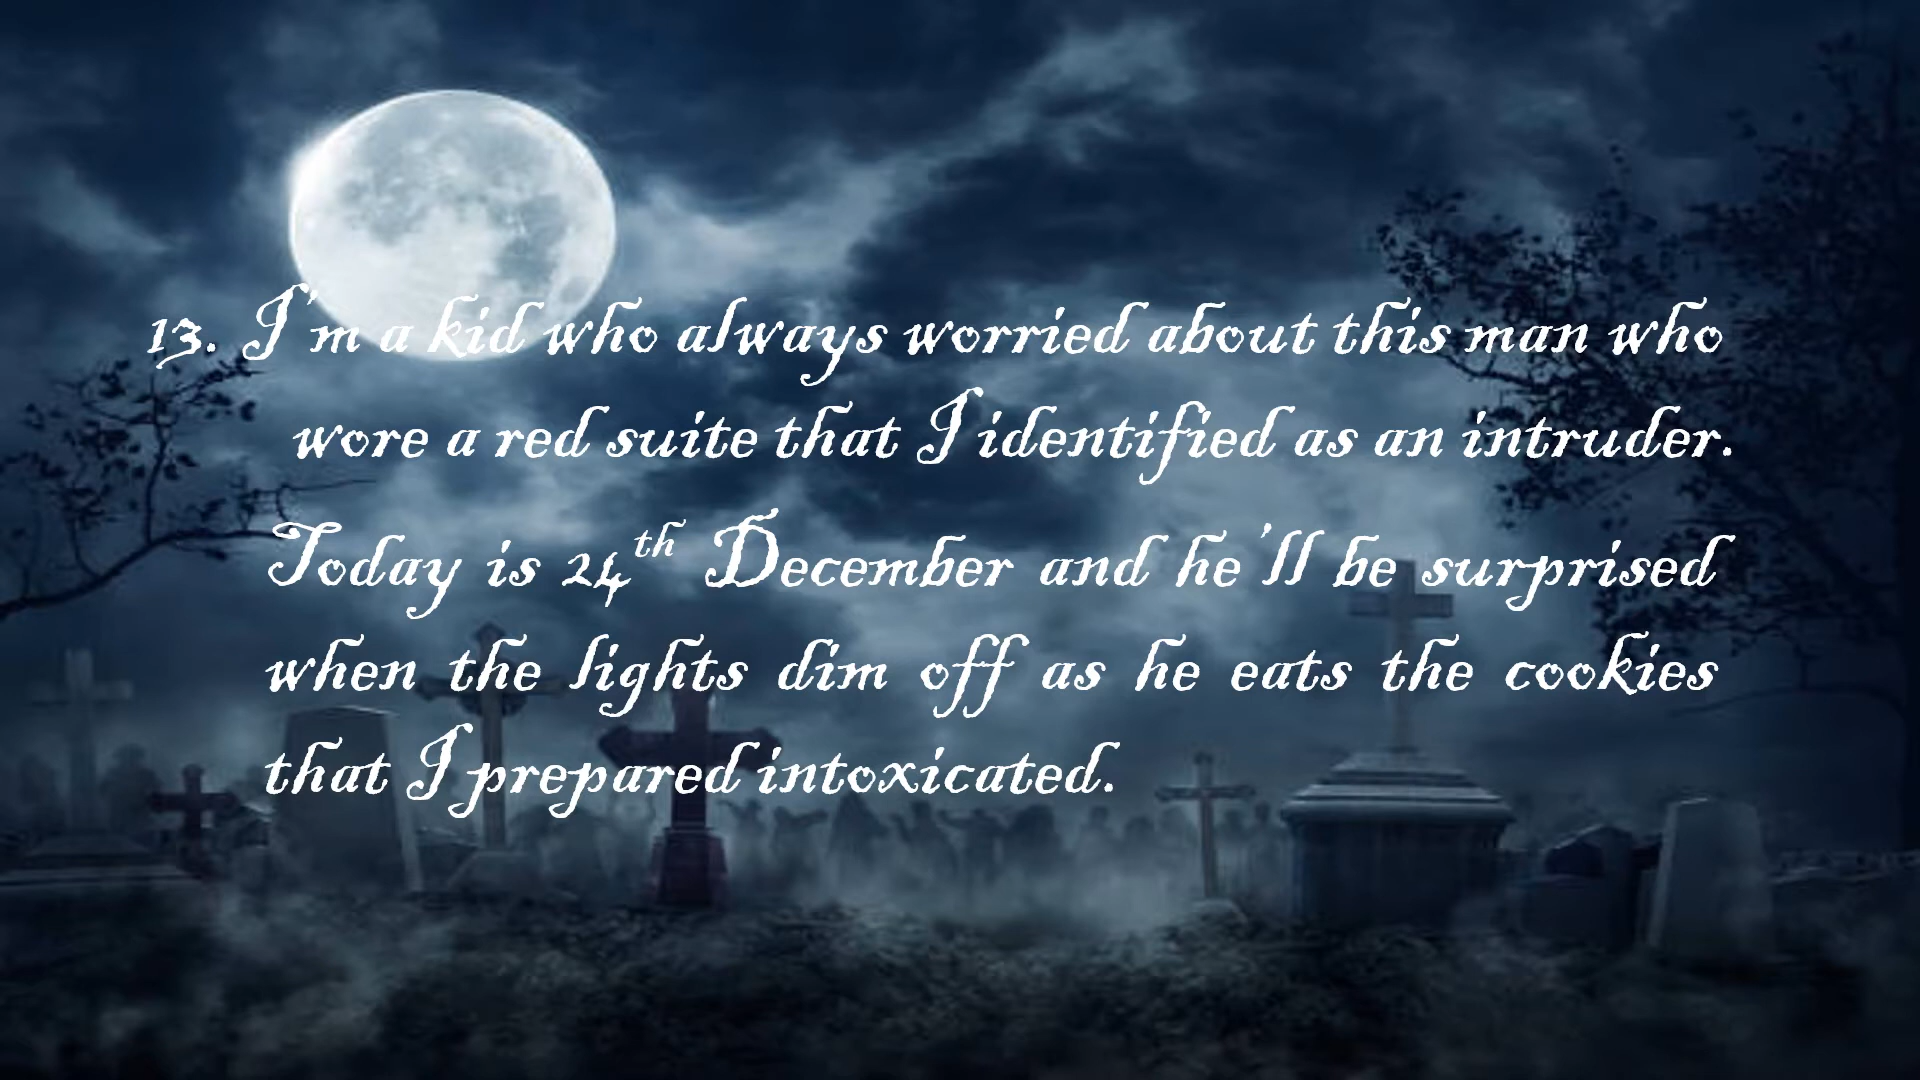 13. I'm a kid who always worried about this man who
wore a red suite that I identified as an intruder.
Today is 24th December and he'll be surprised
when the lights dim off as he eats the cookies
that I prepared intoxicated.